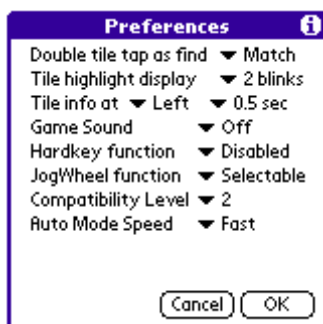 Preferences i
Double tile tap as find Match
Tile highlight display 2 blinks
Tile info at Left 0.5 sec
Game Sound Off
Hardkey function Disabled
JogWheel function Selectable
Compatibility Level 2
Auto Mode Speed Fast
Cancel OK